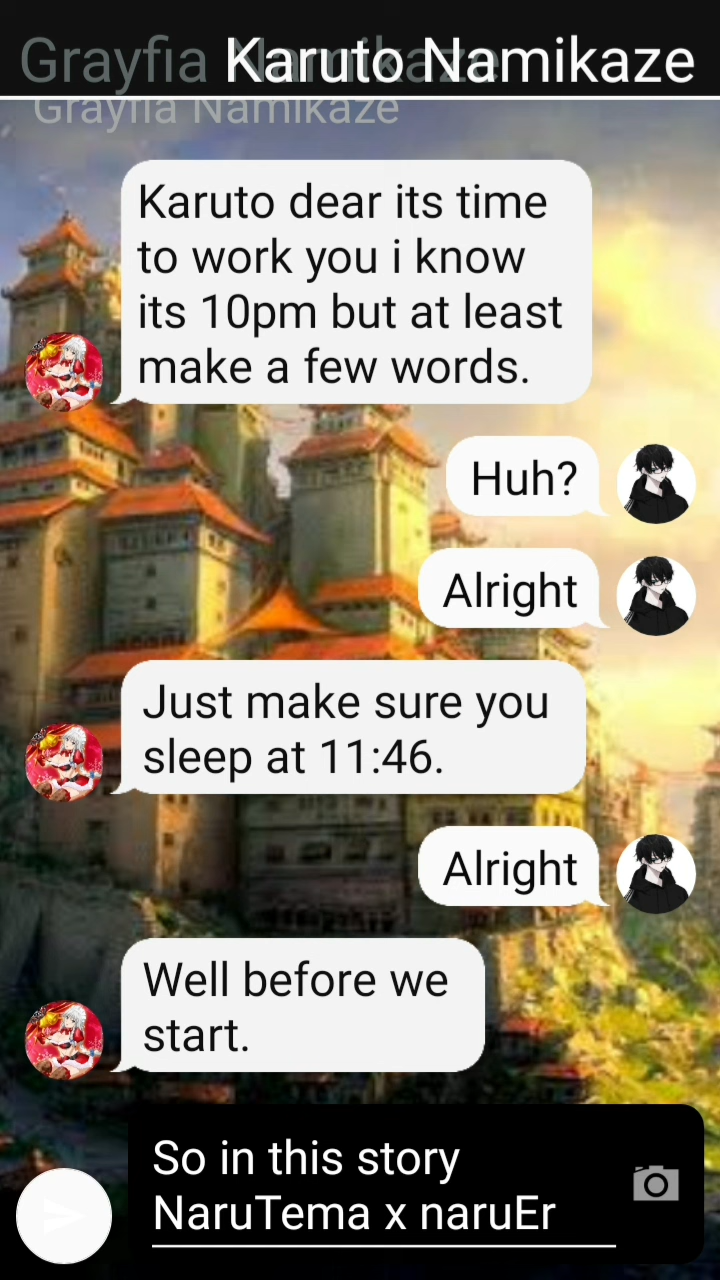 Grayfia Namikaze
Karuto Namikaze
Grayfia Namikaze
Karuto dear its time
to work you i know
its 10pm but at least
make a few words.
Huh?
Alright
Just make sure you
sleep at 11:46.
Alright
Well before we
start.
So in this story
NaruTema x naruEr